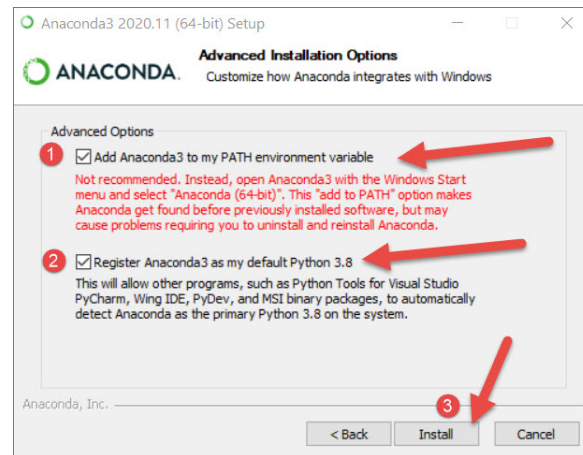 Anaconda3 2020.11 (64-bit) Setup
ANACONDA.
Advanced Installation Options
Customize how Anaconda integrates with Windows
Advanced Options
1
Add Anaconda3 to my PATH environment variable
Not recommended. Instead, open Anaconda3 with the Windows Start
menu and select "Anaconda (64-bit)". This "add to PATH" option makes
Anaconda get found before previously installed software, but may
cause problems requiring you to uninstall and reinstall Anaconda.
2
Register Anaconda3 as my default Python 3.8
This will allow other programs, such as Python Tools for Visual Studio
PyCharm, Wing IDE, PyDev, and MSI binary packages, to automatically
detect Anaconda as the primary Python 3.8 on the system.
Anaconda, Inc.
3
< Back
Install
Cancel